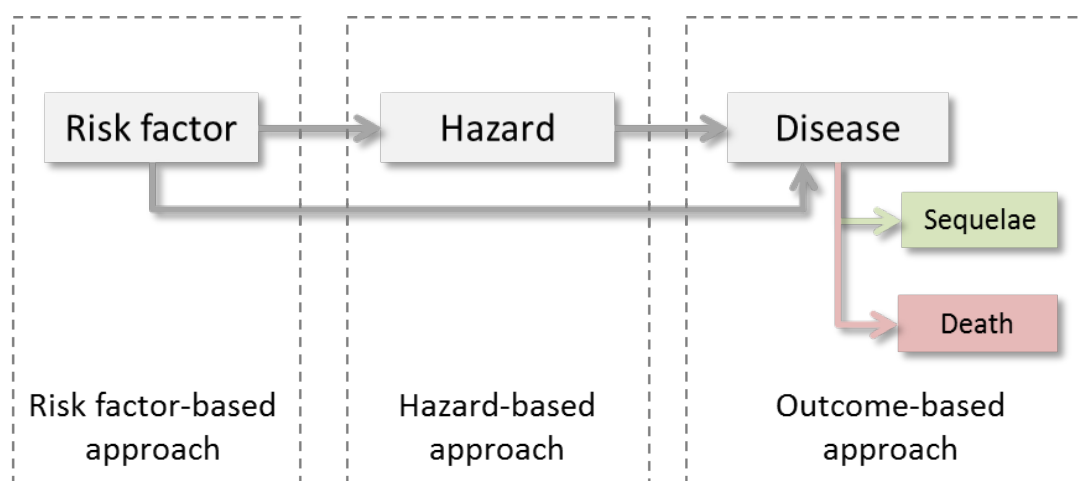 Risk factor
Hazard
Disease
Sequelae
Death
Risk factor-based
approach
Hazard-based
approach
Outcome-based
approach